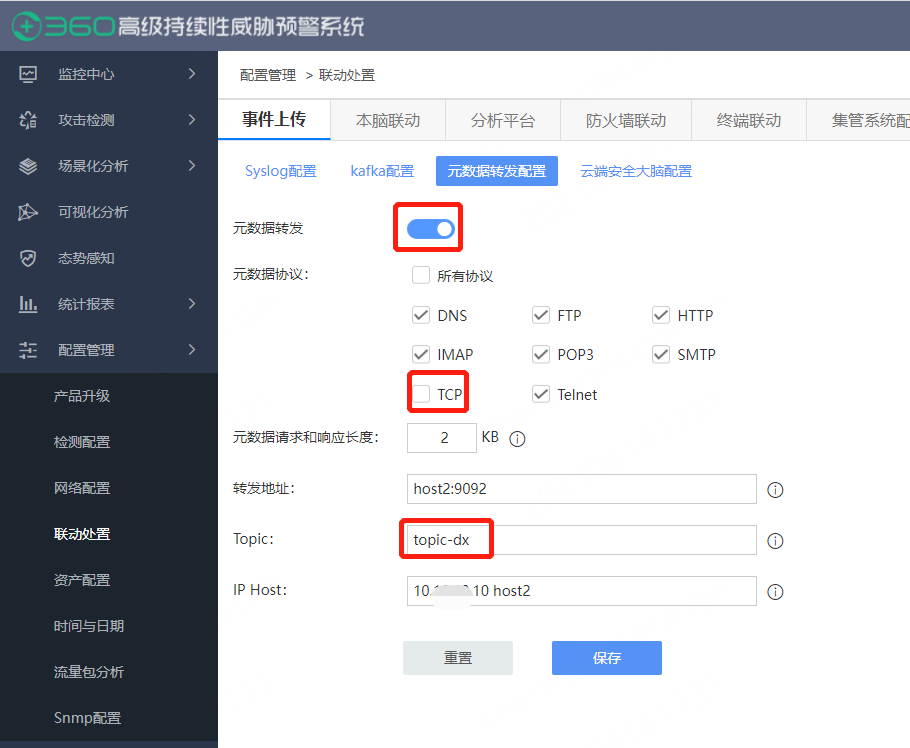 360高级持续性威胁预警系统
监控中心
攻击检测
场景化分析
可视化分析
态势感知
统计报表
配置管理
产品升级
检测配置
网络配置
联动处置
资产配置
时间与日期
流量包分析
Snmp配置
配置管理 > 联动处置
事件上传 本脑联动 分析平台 防火墙联动 终端联动 集管系统配
Syslog配置 kafka配置 元数据转发配置 云端安全大脑配置
元数据转发
元数据协议:
所有协议
DNS FTP HTTP
IMAP POP3 SMTP
TCP Telnet
元数据请求和响应长度: 2 KB
转发地址: host2:9092
Topic: topic-dx
IP Host: 10. 10 host2
重置 保存